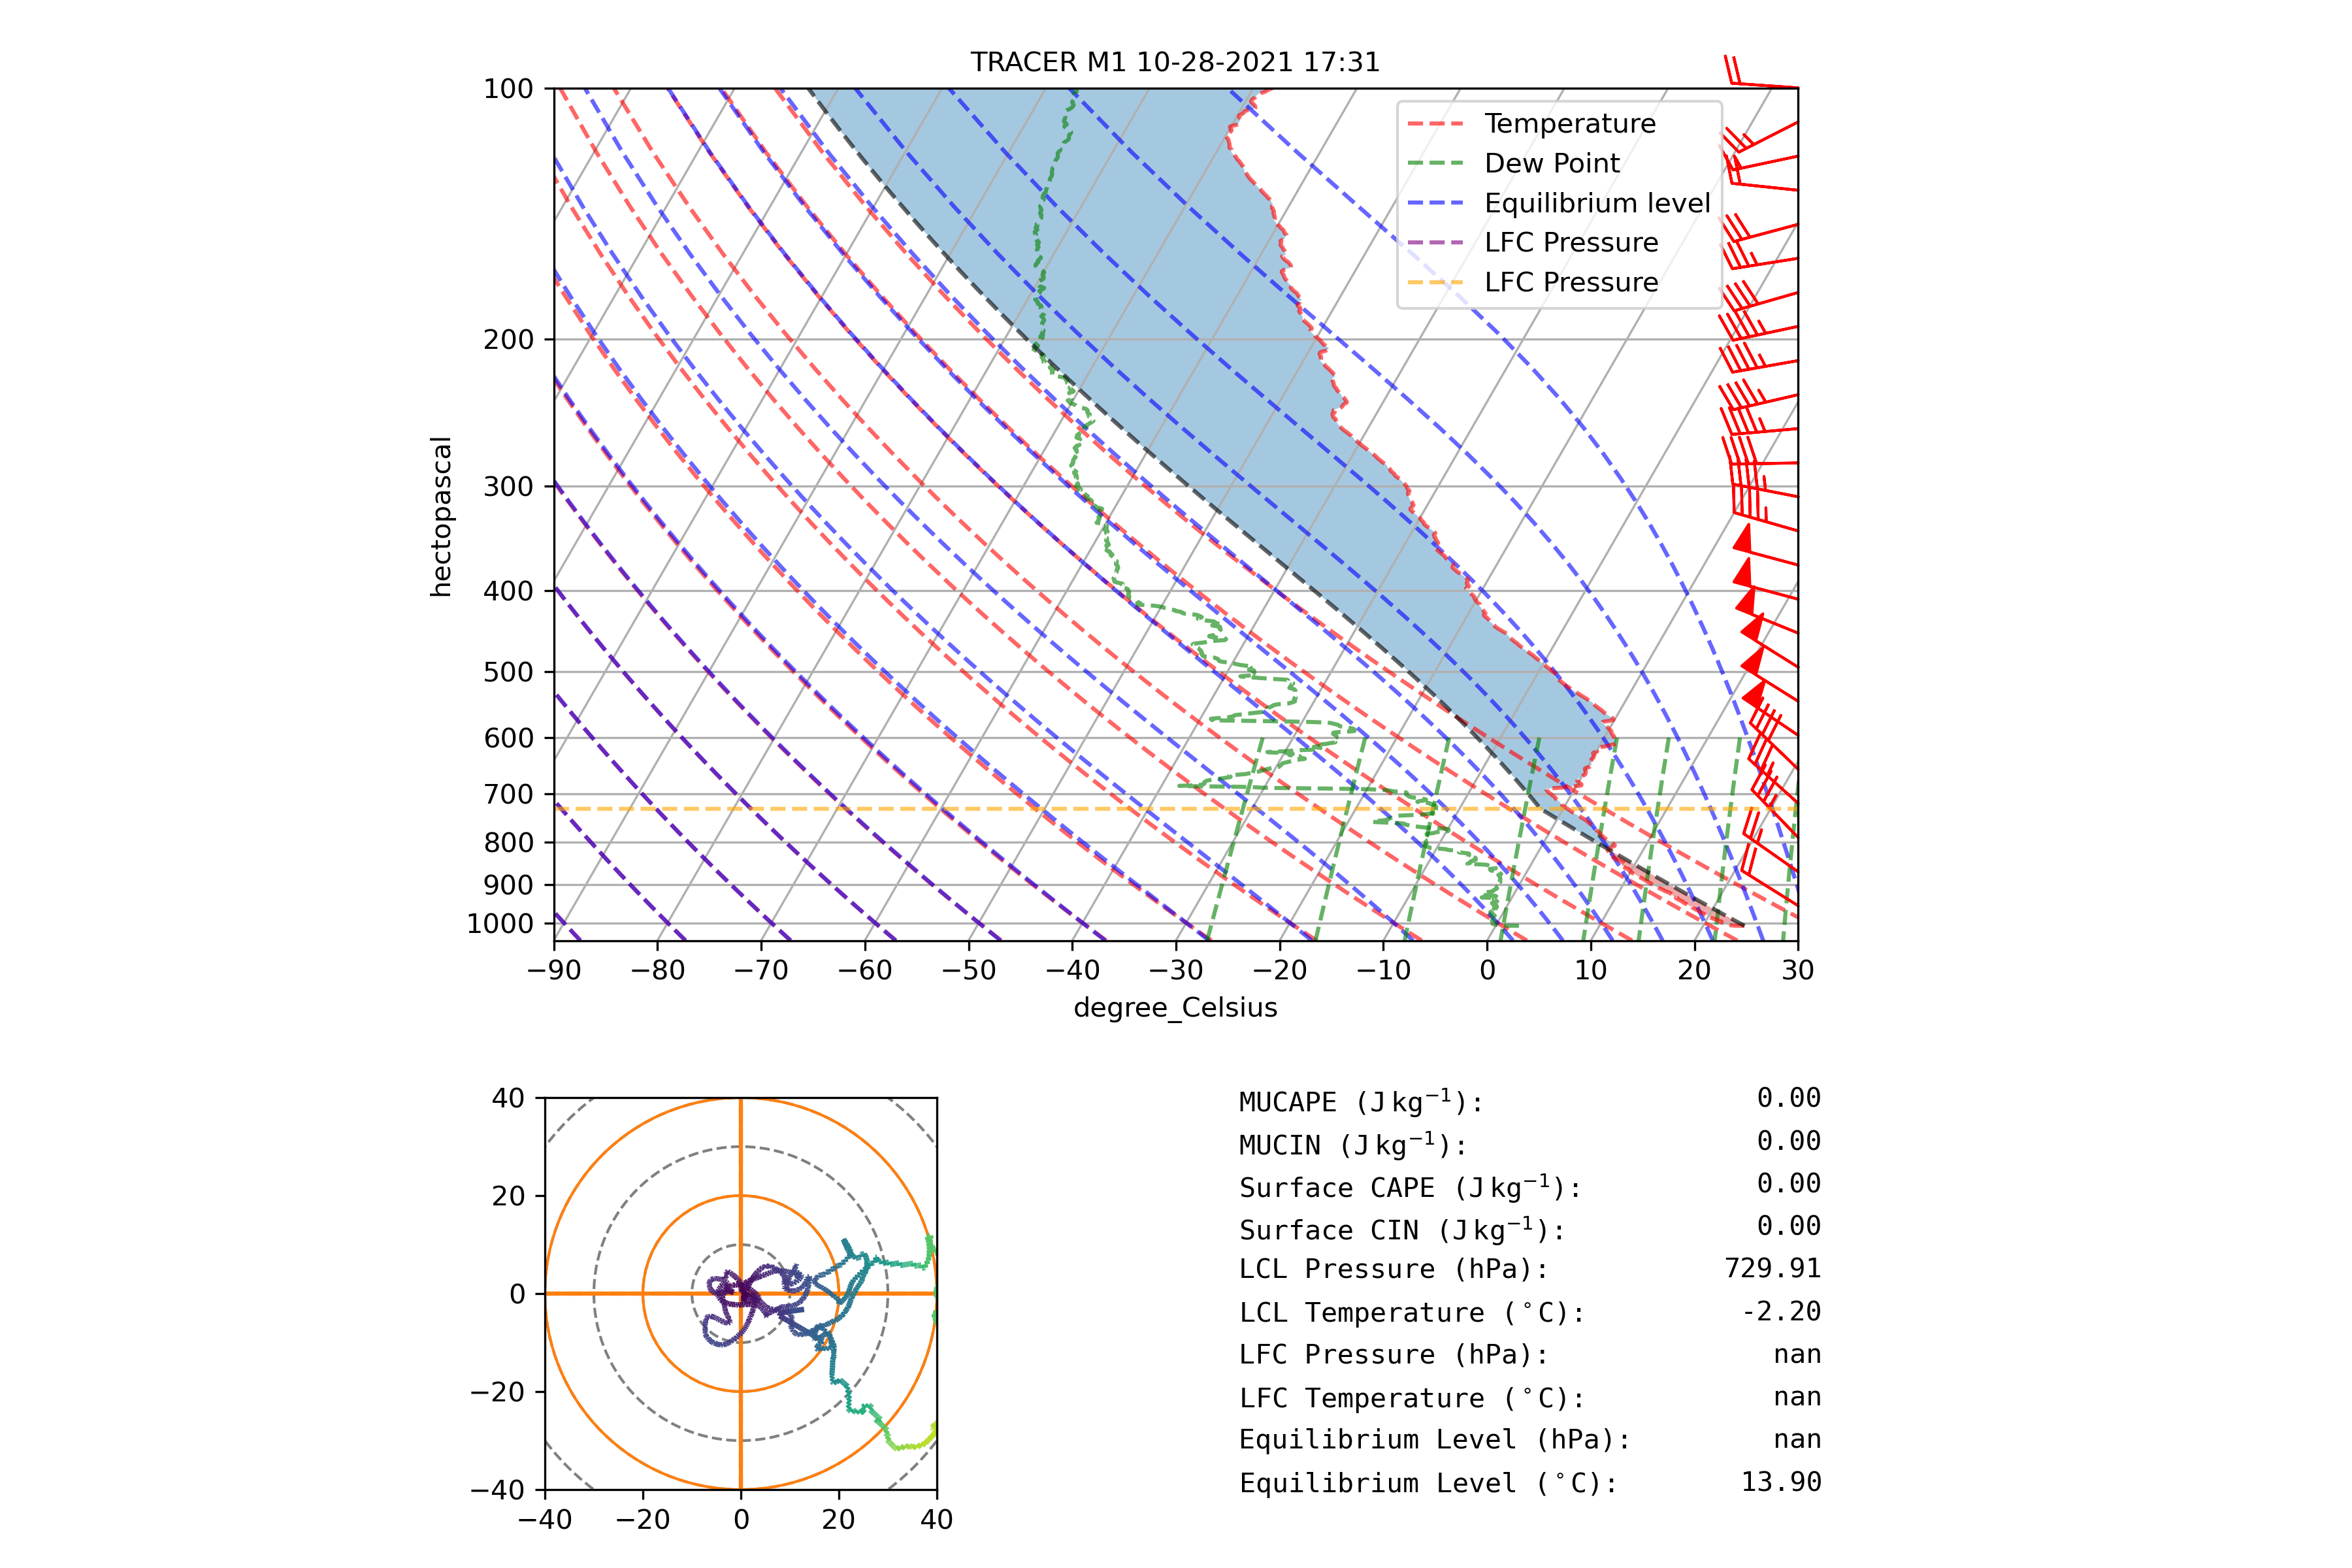 TRACER M1 10-28-2021 17:31
100
200
300
400
500
600
700
800
900
1000
hectopascal
Temperature
Dew Point
Equilibrium level
LFC Pressure
LFC Pressure
−90 −80 −70 −60 −50 −40 −30 −20 −10 0 10 20 30
degree_Celsius
40
20
0
−20
−40
−40 −20 0 20 40
MUCAPE (J kg⁻¹): 0.00
MUCIN (J kg⁻¹): 0.00
Surface CAPE (J kg⁻¹): 0.00
Surface CIN (J kg⁻¹): 0.00
LCL Pressure (hPa): 729.91
LCL Temperature (°C): -2.20
LFC Pressure (hPa): nan
LFC Temperature (°C): nan
Equilibrium Level (hPa): nan
Equilibrium Level (°C): 13.90